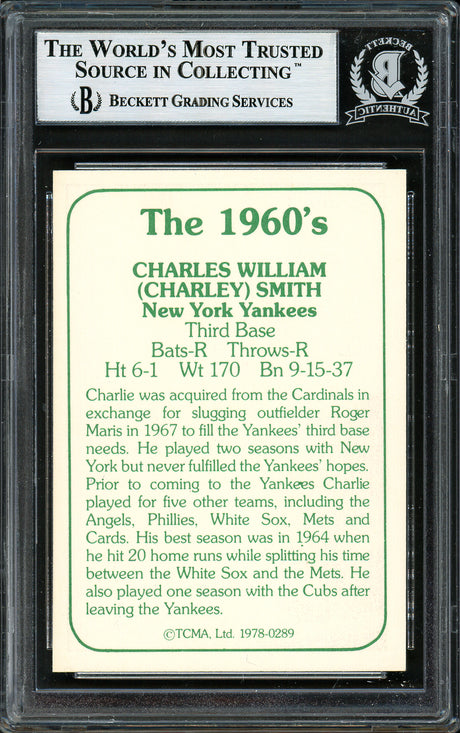 THE WORLD'S MOST TRUSTED
SOURCE IN COLLECTING™
B BECKETT GRADING SERVICES
BECKETT
B
AUTHENTIC
The 1960's
CHARLES WILLIAM
(CHARLEY) SMITH
New York Yankees
Third Base
Bats-R Throws-R
Ht 6-1 Wt 170 Bn 9-15-37
Charlie was acquired from the Cardinals in
exchange for slugging outfielder Roger
Maris in 1967 to fill the Yankees' third base
needs. He played two seasons with New
York but never fulfilled the Yankees' hopes.
Prior to coming to the Yankees Charlie
played for five other teams, including the
Angels, Phillies, White Sox, Mets and
Cards. His best season was in 1964 when
he hit 20 home runs while splitting his time
between the White Sox and the Mets. He
also played one season with the Cubs after
leaving the Yankees.
©TCMA, Ltd. 1978-0289